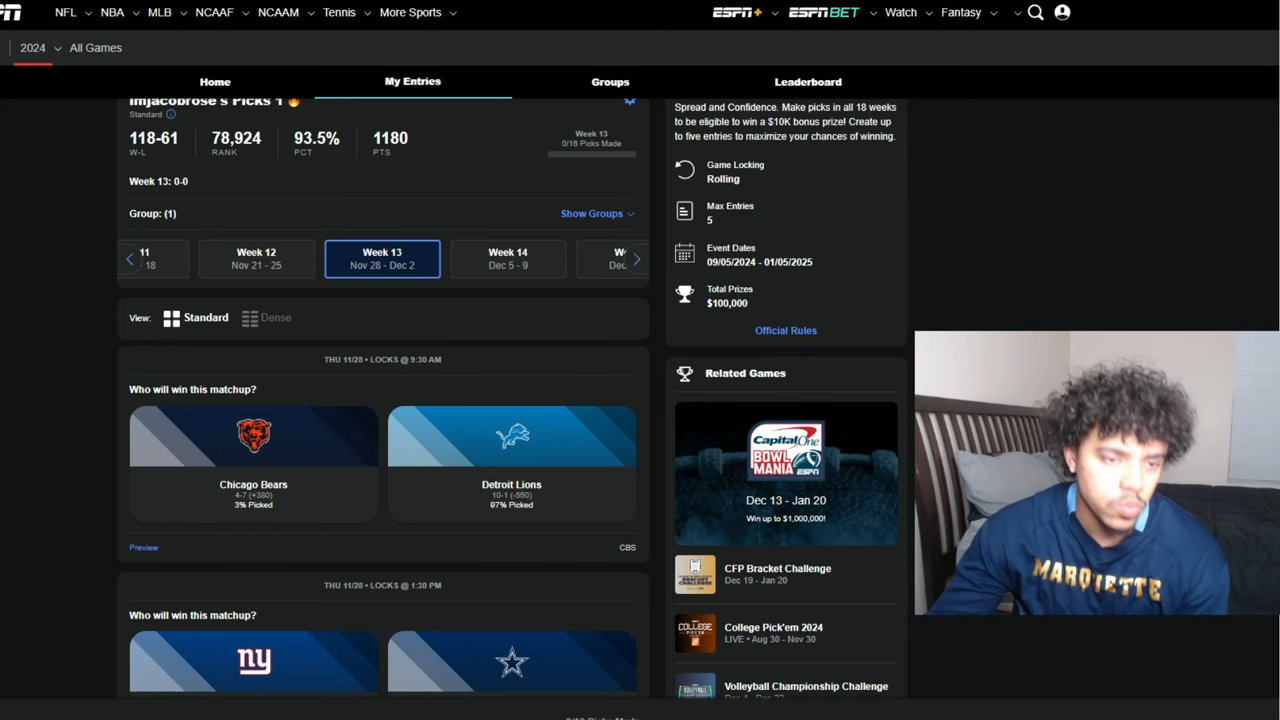 NFL NBA MLB NCAAF NCAAM Tennis More Sports ESPN+ ESPN BET Watch Fantasy
2024 All Games
Home My Entries Groups Leaderboard
Imjacobrose's Picks 1
Standard
118-61 78,924 93.5% 1180
W-L RANK PCT PTS
Week 13
0/16 Picks Made
Week 13: 0-0
Group: (1) Show Groups
11
18
Week 12
Nov 21 - 25
Week 13
Nov 28 - Dec 2
Week 14
Dec 5 - 9
Dec
View: Standard Dense
THU 11/28 • LOCKS @ 9:30 AM
Who will win this matchup?
Chicago Bears
4-7 (+380)
3% Picked
Detroit Lions
10-1 (-550)
97% Picked
Preview CBS
THU 11/28 • LOCKS @ 1:30 PM
Who will win this matchup?
ny
Spread and Confidence. Make picks in all 18 weeks
to be eligible to win a $10K bonus prize! Create up
to five entries to maximize your chances of winning.
Game Locking
Rolling
Max Entries
5
Event Dates
09/05/2024 - 01/05/2025
Total Prizes
$100,000
Official Rules
Related Games
Capital One
BOWL
MANIA
ESPN
Dec 13 - Jan 20
Win up to $1,000,000!
CFP Bracket Challenge
Dec 19 - Jan 20
College Pick'em 2024
LIVE • Aug 30 - Nov 30
Volleyball Championship Challenge
MARQUETTE